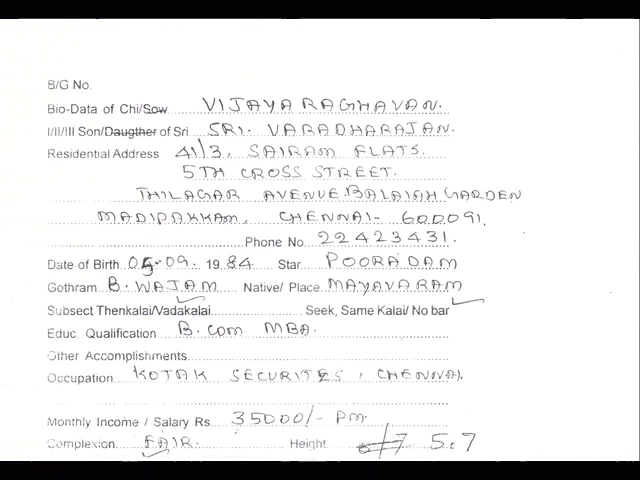 B/G No.
Bio-Data of Chi/Sow VIJAYARAGHAVAN.
I/II/III Son/Daugther of Sri SRI. VARADHARAJAN.
Residential Address 41/3, SAIRAM FLATS.
5TH CROSS STREET.
THILAGAR AVENUE. BALAIAH GARDEN
MADIPAKKAM, CHENNAI- 600091.
Phone No. 22423431.
Date of Birth 05.09. 1984 Star POORADAM
Gothram B. WAJAM Native/ Place MAYAVARAM
Subsect Thenkalai/Vadakalai Seek, Same Kalai/ No bar
Educ. Qualification B.COM MBA.
Other Accomplishments
Occupation KOTAK SECURITES, CHENNAI.
Monthly Income / Salary Rs. 35000/- PM.
Complexion FAIR. Height 5.7